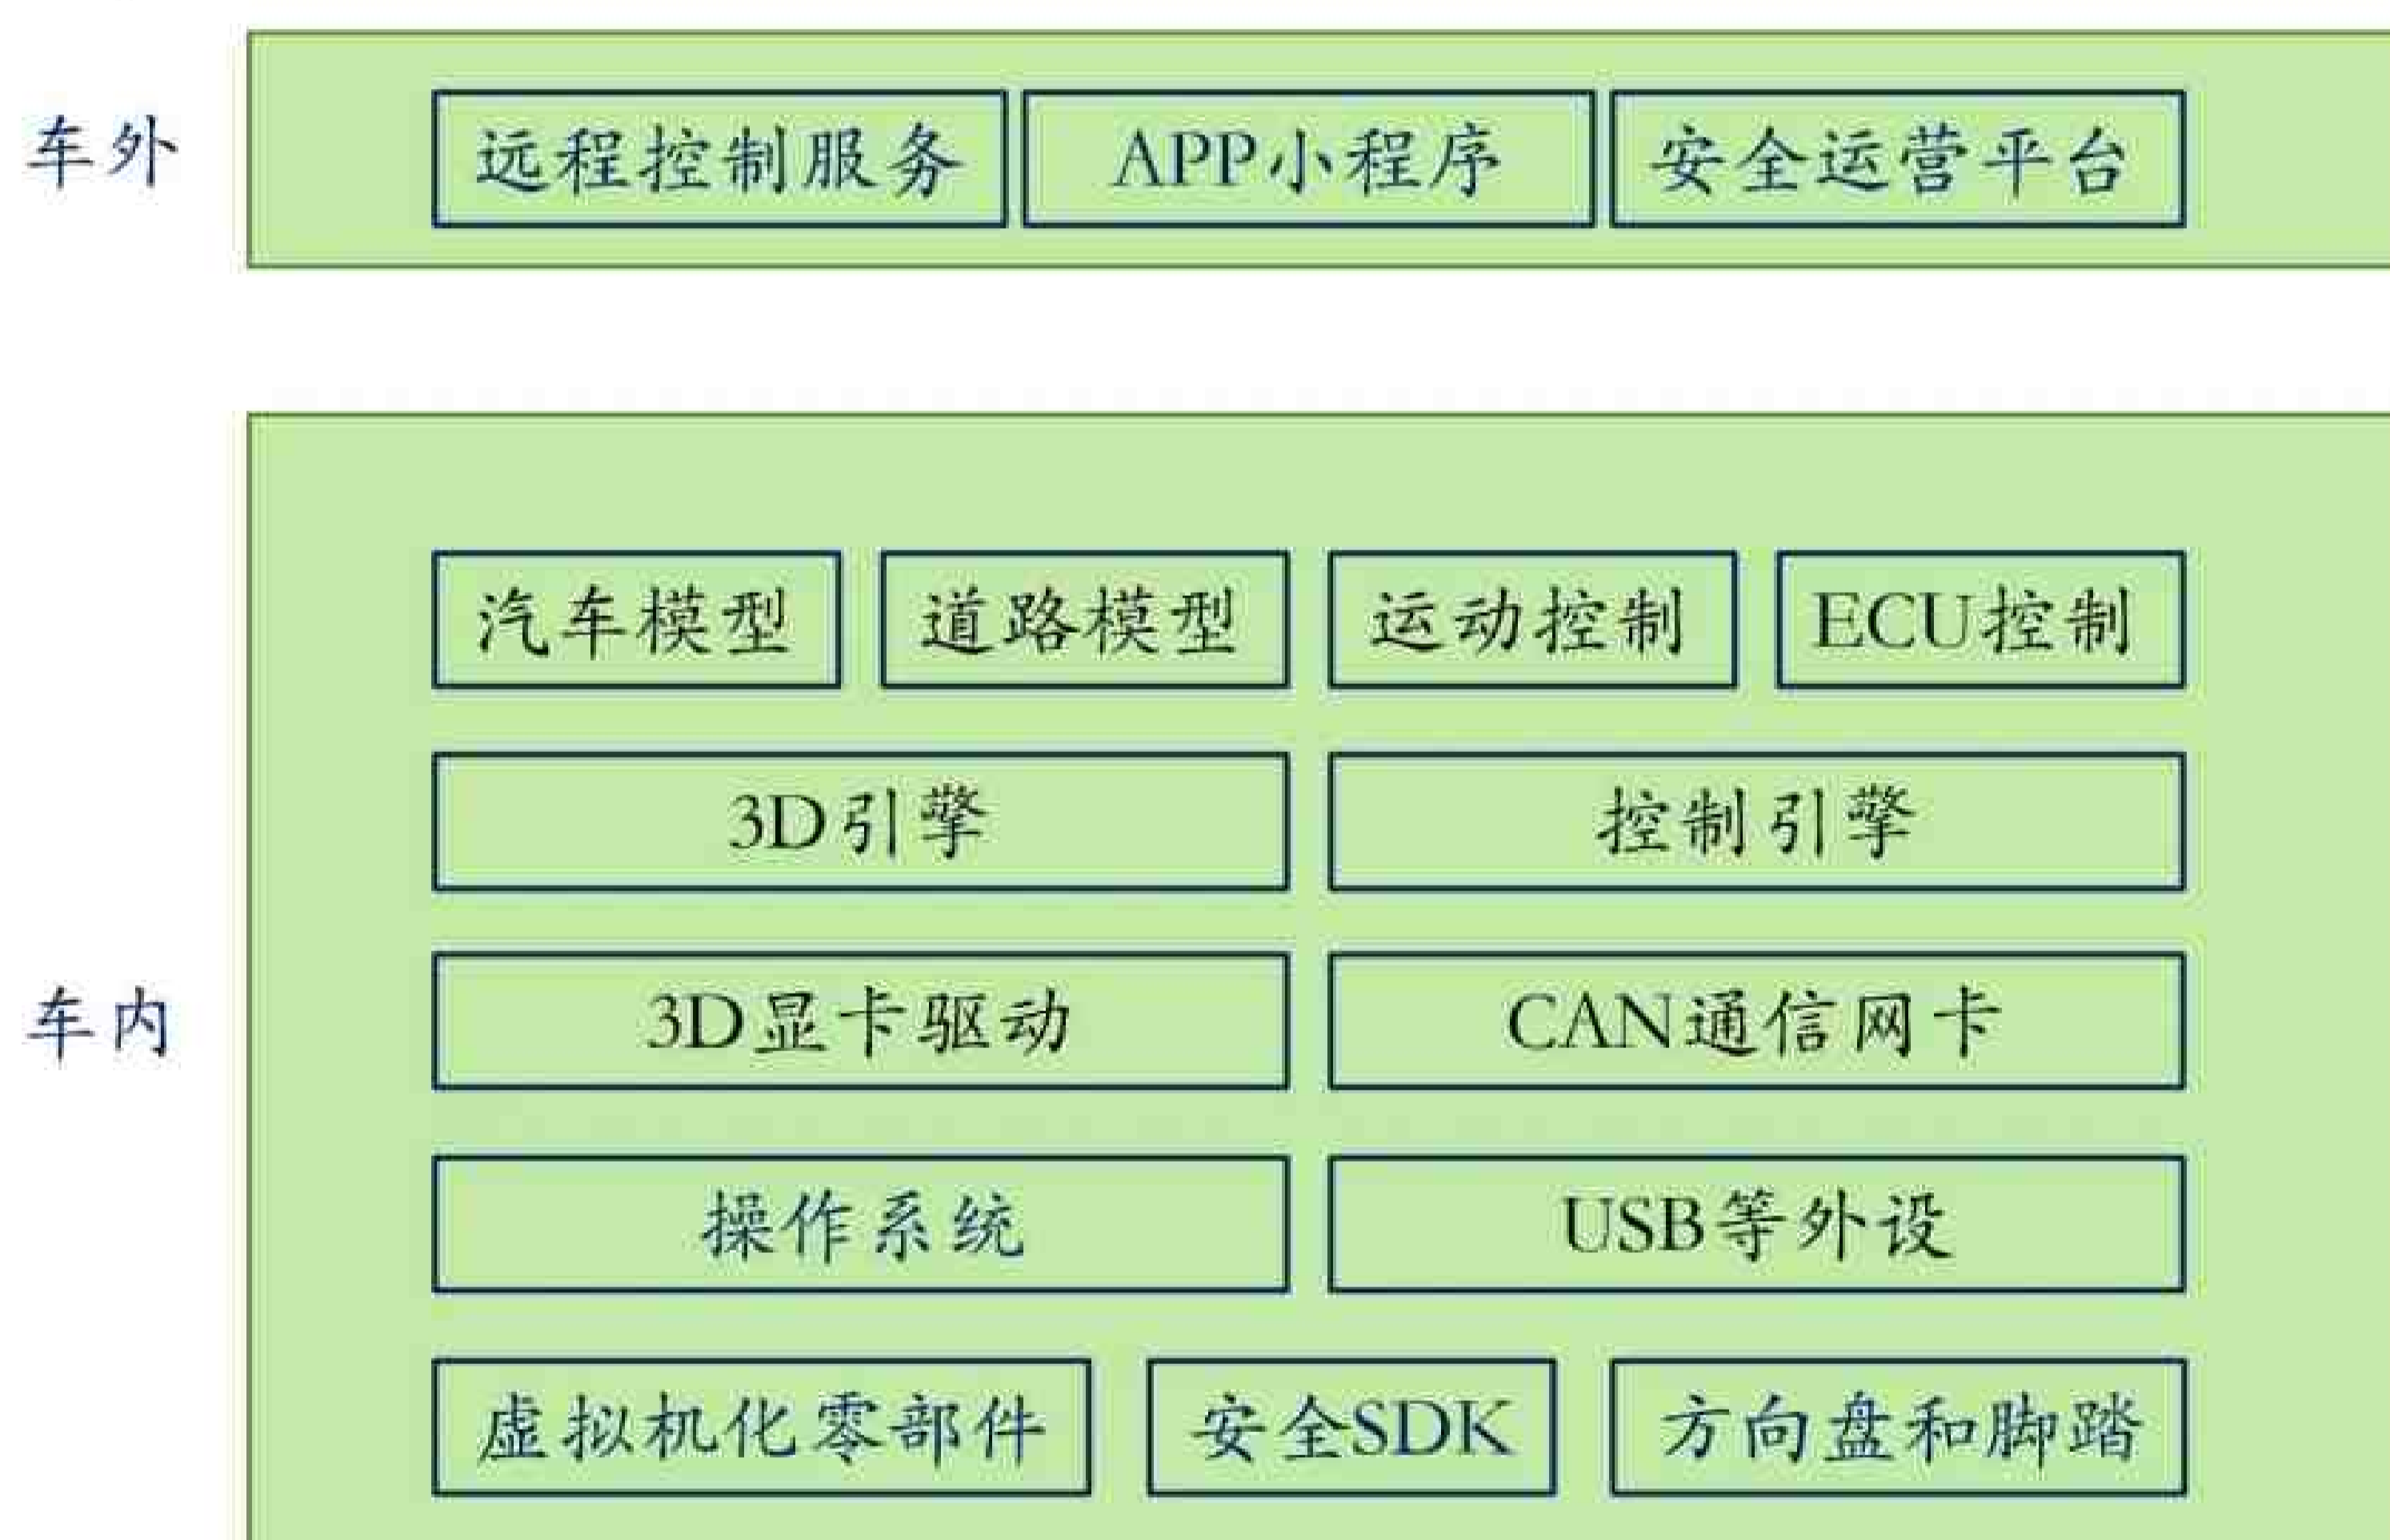 车外
远程控制服务 APP小程序 安全运营平台
汽车模型 道路模型 运动控制 ECU控制
3D引擎 控制引擎
车内
3D显卡驱动 CAN通信网卡
操作系统 USB等外设
虚拟机化零部件 安全SDK 方向盘和脚踏